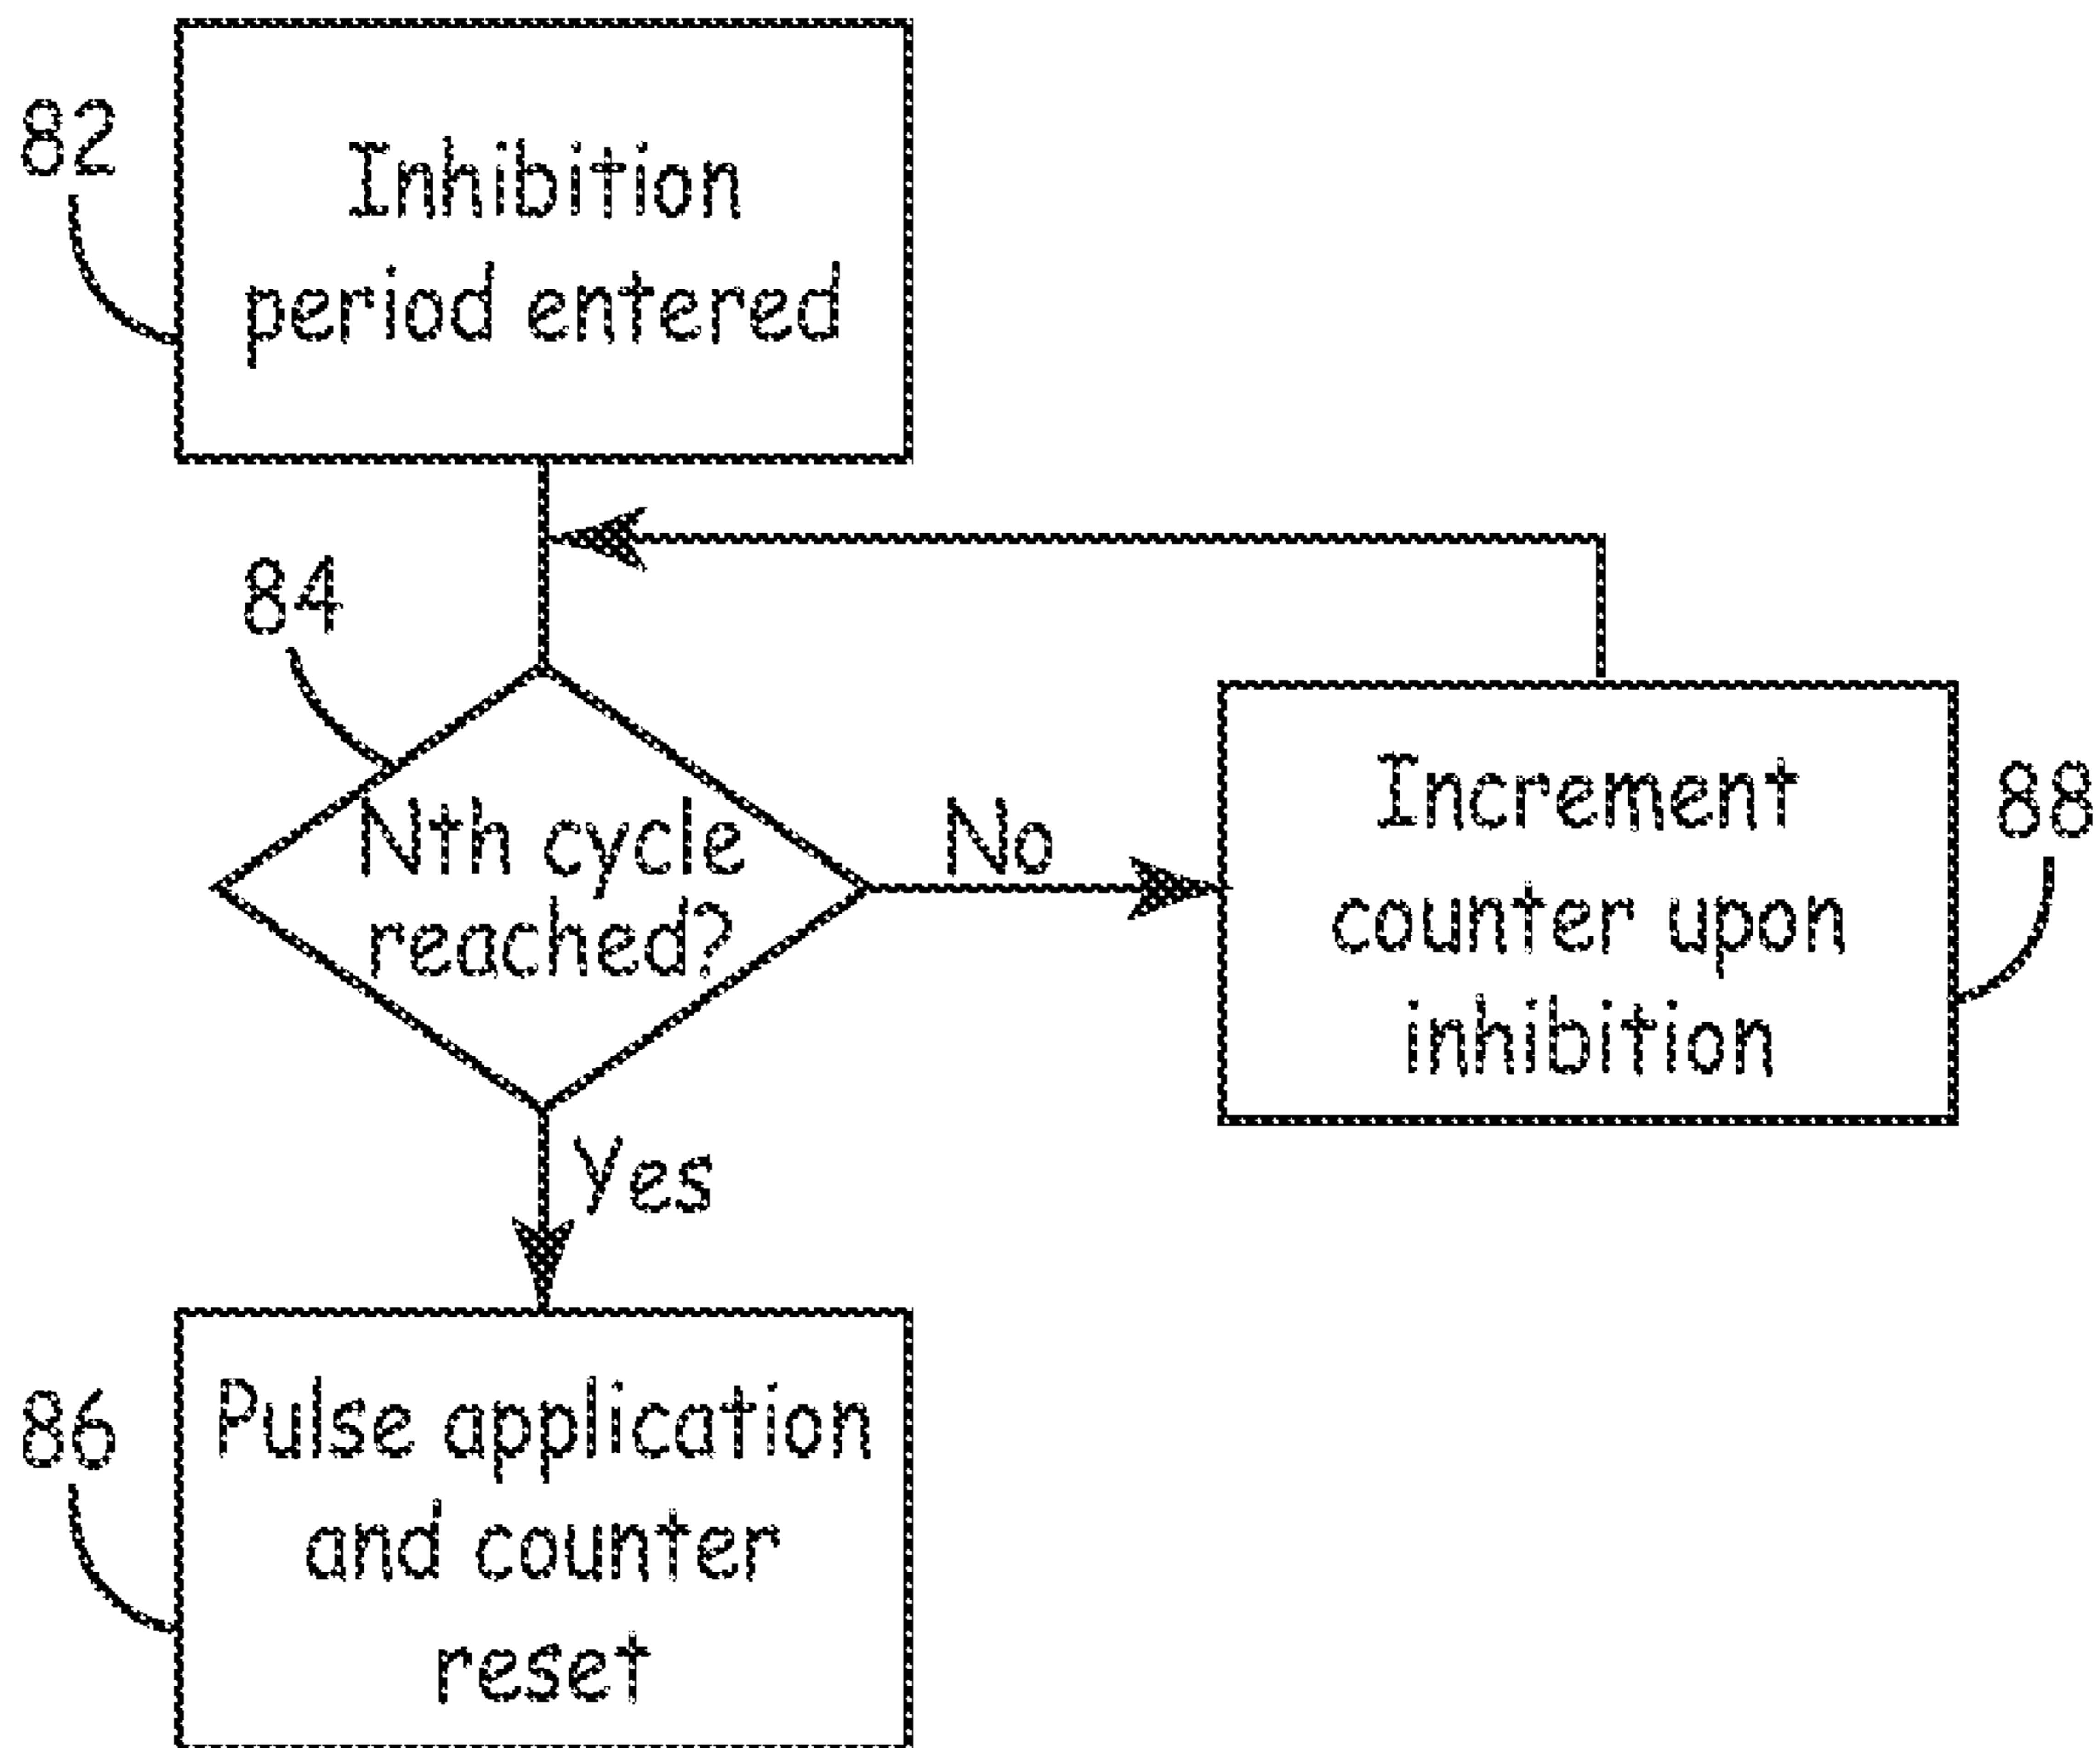 82
Inhibition
period entered
84
Nth cycle
reached?
No
Increment
counter upon
inhibition
88
Yes
86
Pulse application
and counter
reset